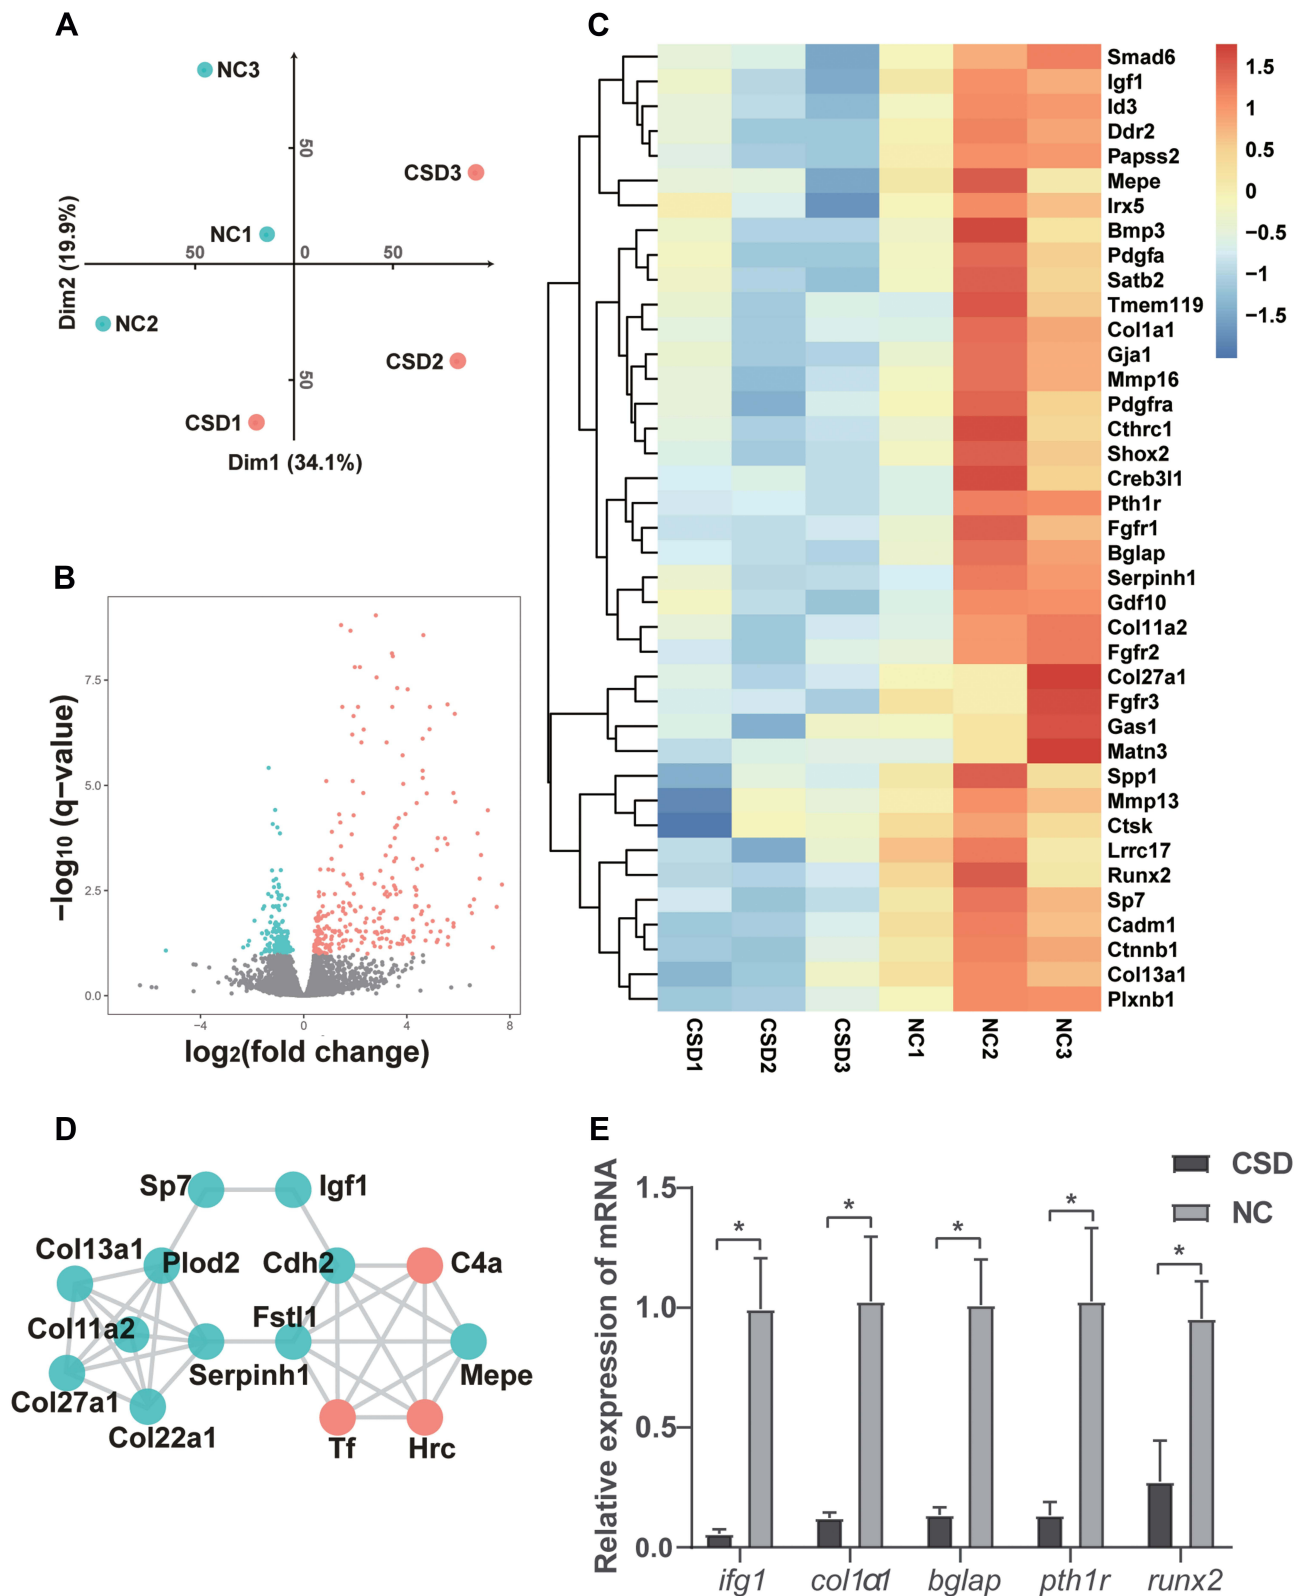 A
NC3
50
CSD3
NC1
50
0
50
Dim2 (19.9%)
NC2
CSD2
50
CSD1
Dim1 (34.1%)
B
7.5
5.0
2.5
0.0
−4
0
4
8
−log10 (q−value)
log2(fold change)
C
Smad6
Igf1
Id3
Ddr2
Papss2
Mepe
Irx5
Bmp3
Pdgfa
Satb2
Tmem119
Col1a1
Gja1
Mmp16
Pdgfra
Cthrc1
Shox2
Creb3l1
Pth1r
Fgfr1
Bglap
Serpinh1
Gdf10
Col11a2
Fgfr2
Col27a1
Fgfr3
Gas1
Matn3
Spp1
Mmp13
Ctsk
Lrrc17
Runx2
Sp7
Cadm1
Ctnnb1
Col13a1
Plxnb1
1.5
1
0.5
0
−0.5
−1
−1.5
CSD1
CSD2
CSD3
NC1
NC2
NC3
D
Sp7
Igf1
Col13a1
Plod2
Cdh2
C4a
Fstl1
Col11a2
Serpinh1
Mepe
Col27a1
Col22a1
Tf
Hrc
E
CSD
NC
Relative expression of mRNA
1.5
1.0
0.5
0.0
*
*
*
*
*
ifg1
col1α1
bglap
pth1r
runx2